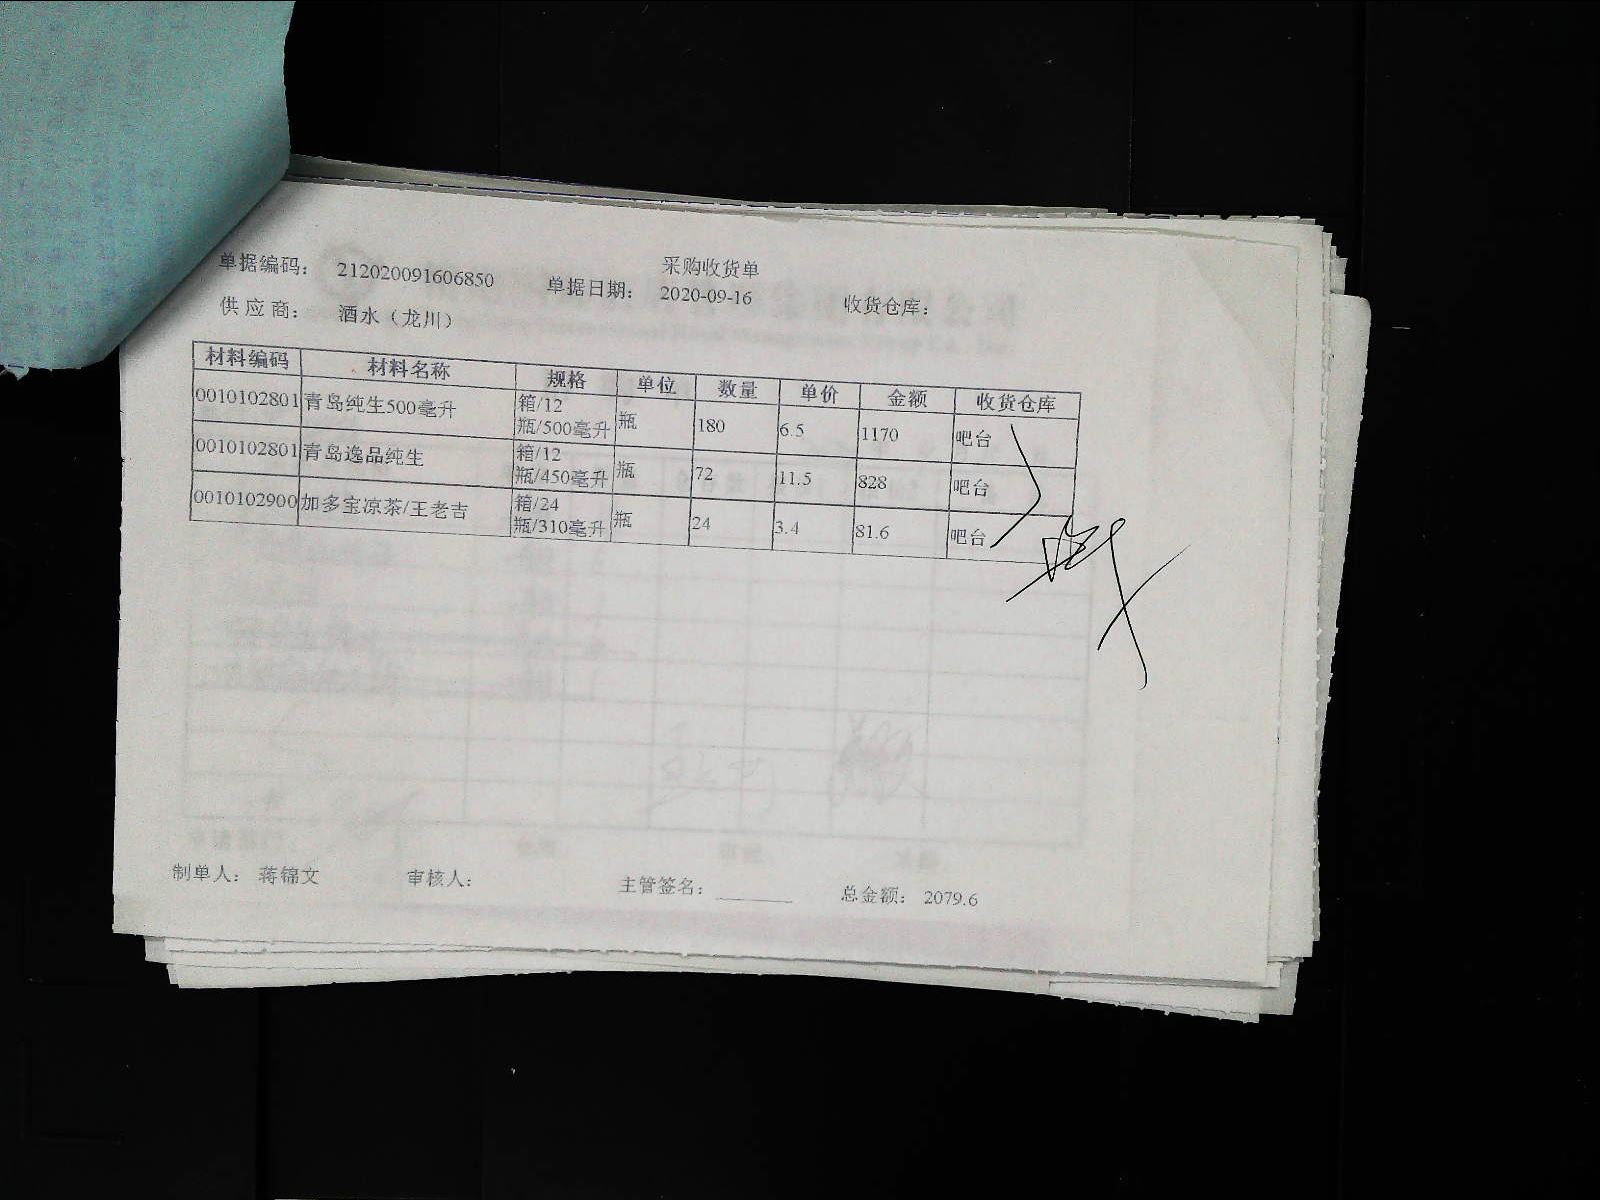 采购收货单
单据编码： 212020091606850 单据日期： 2020-09-16 收货仓库：
供应商： 酒水（龙川）
材料编码 材料名称 规格 单位 数量 单价 金额 收货仓库
0010102801 青岛纯生500毫升 箱/12瓶/500毫升 瓶 180 6.5 1170 吧台
0010102801 青岛逸品纯生 箱/12瓶/450毫升 瓶 72 11.5 828 吧台
0010102900 加多宝凉茶/王老吉 箱/24瓶/310毫升 瓶 24 3.4 81.6 吧台
制单人： 蒋锦文 审核人： 主管签名： 总金额： 2079.6